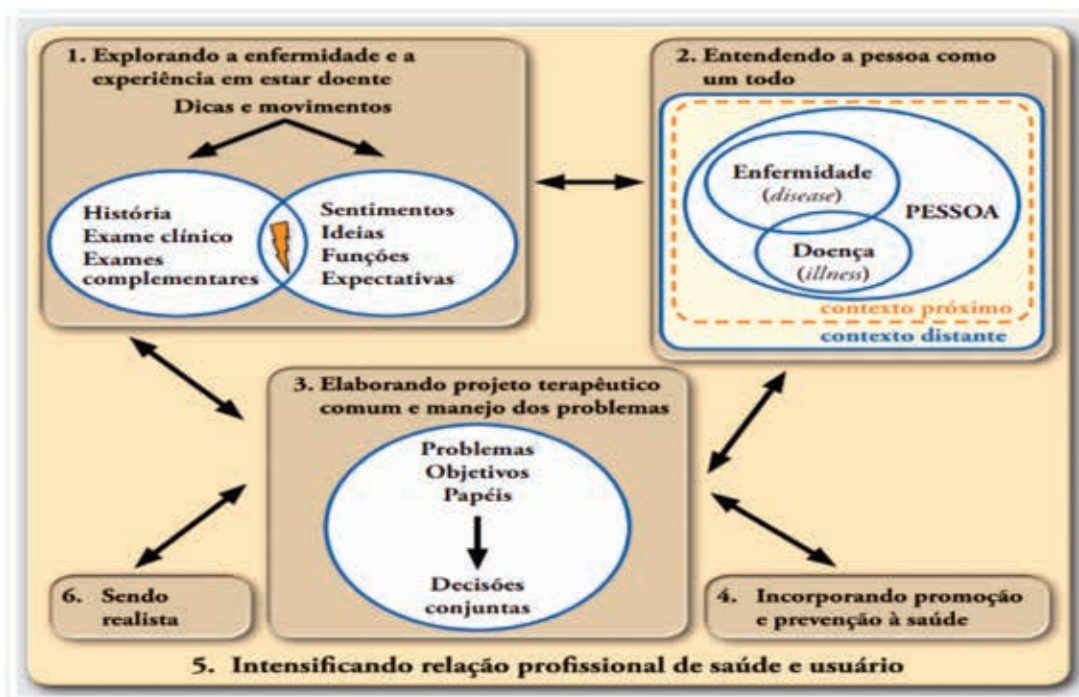 1. Explorando a enfermidade e a
experiência em estar doente
Dicas e movimentos
História
Exame clínico
Exames
complementares
Sentimentos
Ideias
Funções
Expectativas
2. Entendendo a pessoa como
um todo
Enfermidade
(disease)
PESSOA
Doença
(illness)
contexto próximo
contexto distante
3. Elaborando projeto terapêutico
comum e manejo dos problemas
Problemas
Objetivos
Papéis
Decisões
conjuntas
6. Sendo
realista
4. Incorporando promoção
e prevenção à saúde
5. Intensificando relação profissional de saúde e usuário